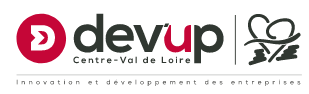 dev'up
Centre-Val de Loire
Innovation et développement des entreprises